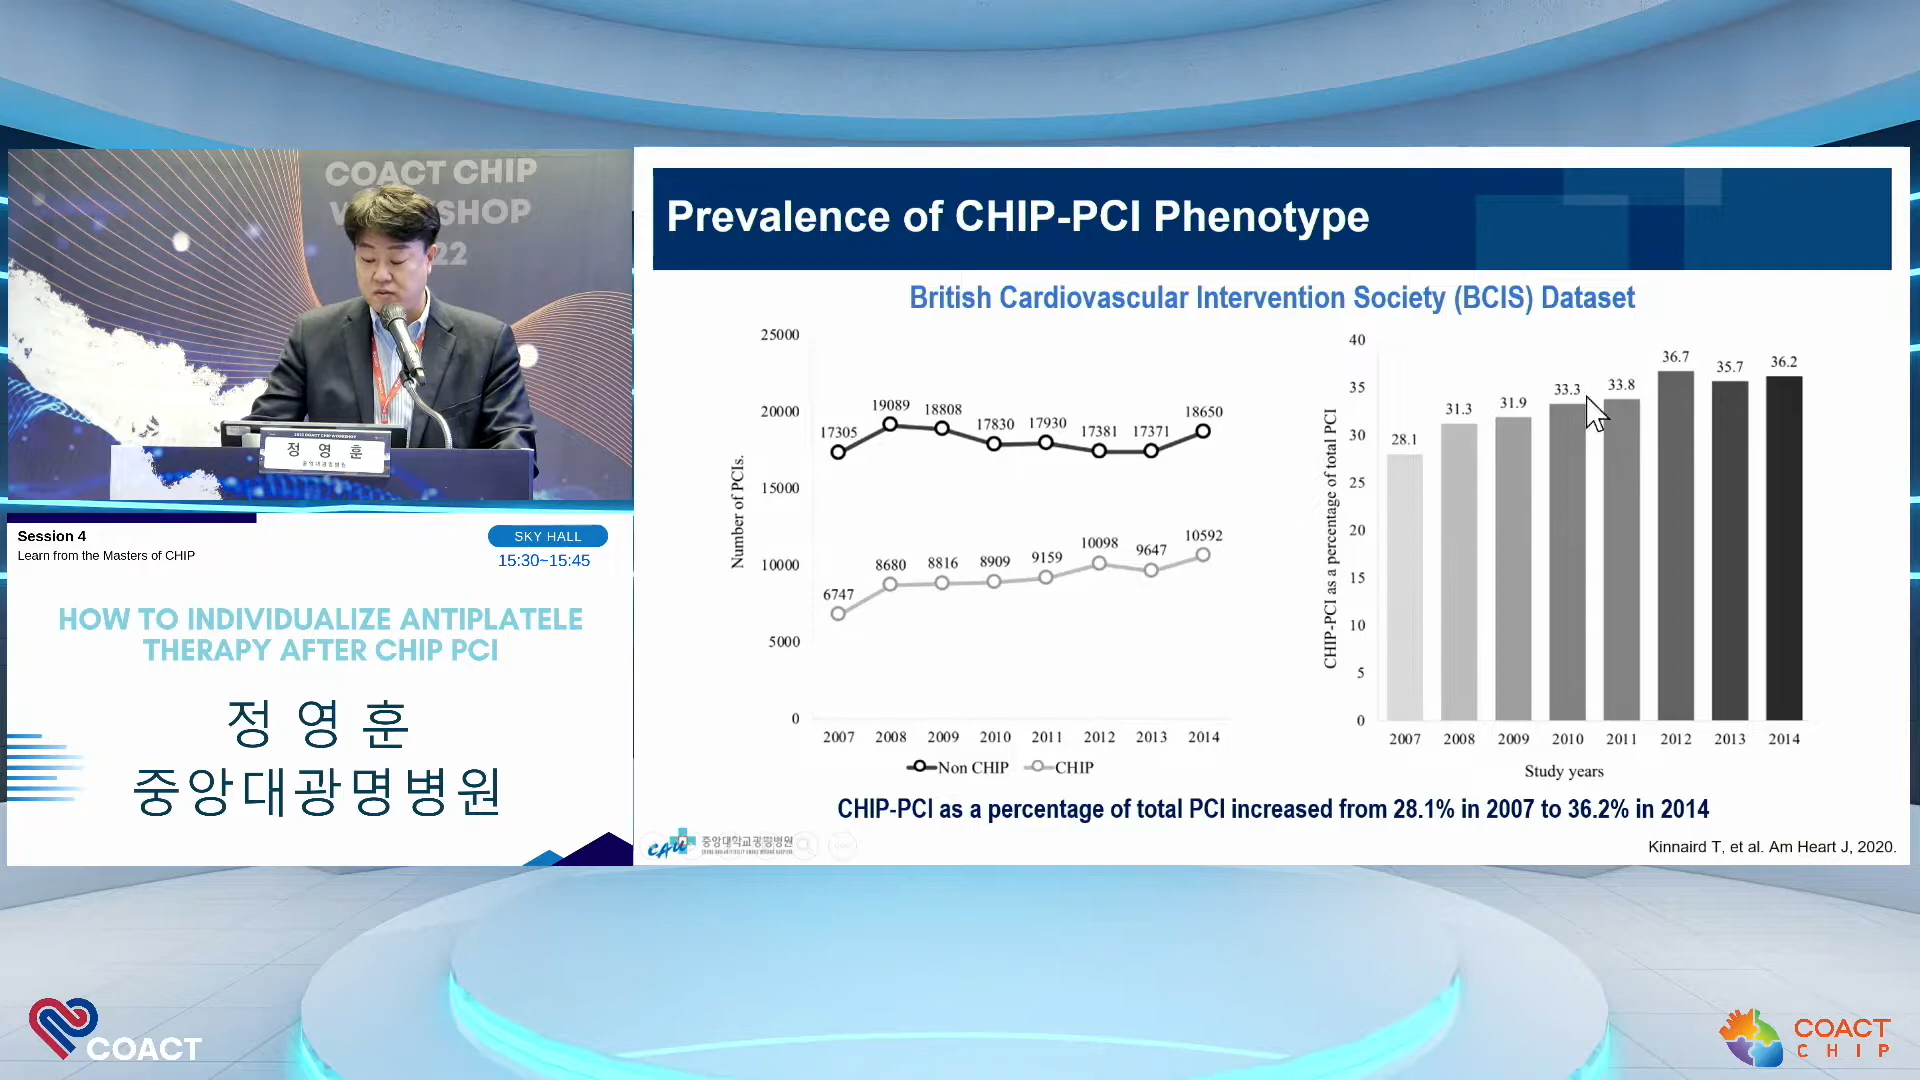 COACT CHIP
SHOP
22
정 영 훈
Session 4
Learn from the Masters of CHIP
SKY HALL
15:30~15:45
HOW TO INDIVIDUALIZE ANTIPLATELE
THERAPY AFTER CHIP PCI
정 영 훈
중앙대광명병원
Prevalence of CHIP-PCI Phenotype
British Cardiovascular Intervention Society (BCIS) Dataset
Number of PCIs.
25000
20000
15000
10000
5000
0
17305 19089 18808 17830 17930 17381 17371 18650
6747 8680 8816 8909 9159 10098 9647 10592
2007 2008 2009 2010 2011 2012 2013 2014
Non CHIP CHIP
CHIP-PCI as a percentage of total PCI
40
35
30
25
20
15
10
5
0
28.1 31.3 31.9 33.3 33.8 36.7 35.7 36.2
2007 2008 2009 2010 2011 2012 2013 2014
Study years
CHIP-PCI as a percentage of total PCI increased from 28.1% in 2007 to 36.2% in 2014
CAU 중앙대학교광명병원
Kinnaird T, et al. Am Heart J, 2020.
COACT
COACT
CHIP